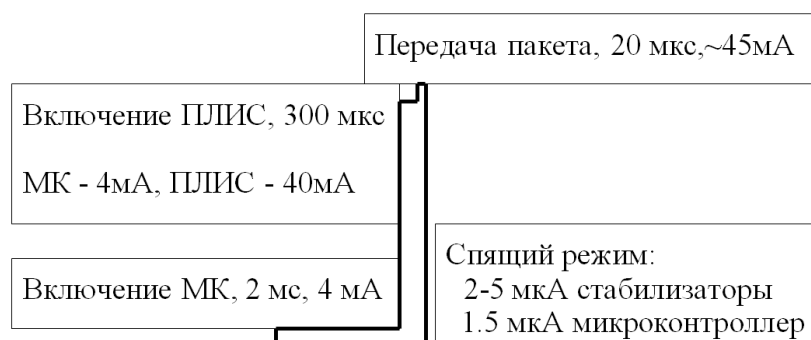 Передача пакета, 20 мкс,~45мА
Включение ПЛИС, 300 мкс
МК - 4мА, ПЛИС - 40мА
Включение МК, 2 мс, 4 мА
Спящий режим:
2-5 мкА стабилизаторы
1.5 мкА микроконтроллер